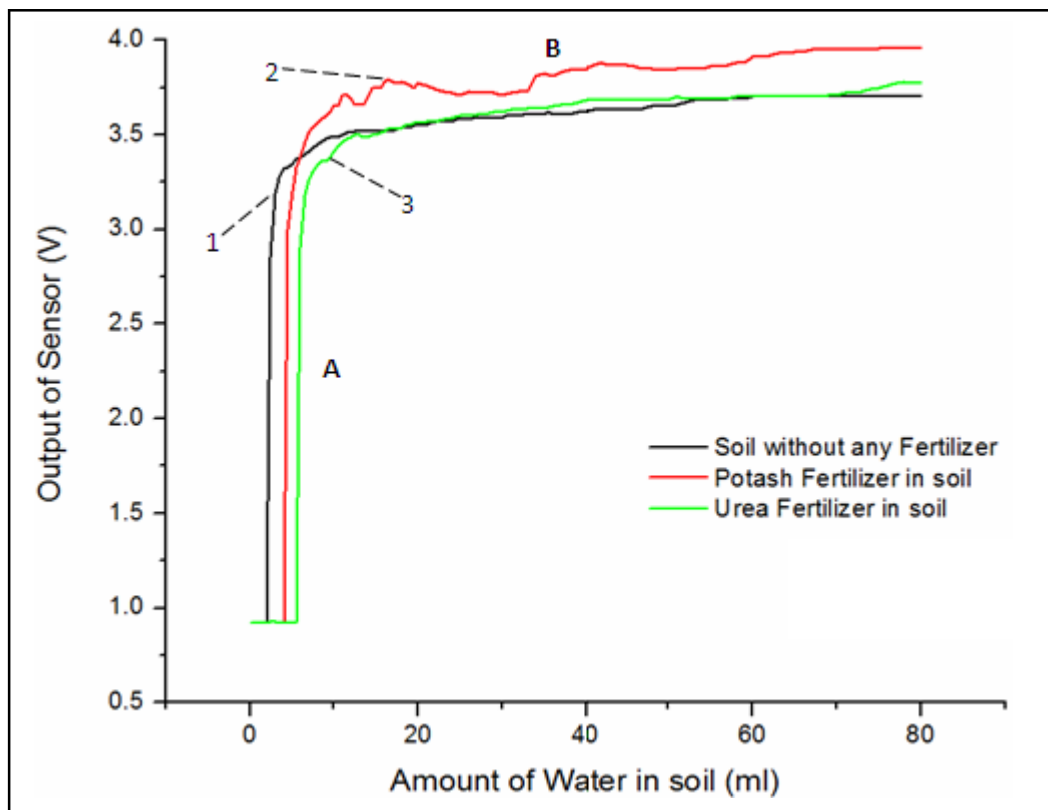 4.0
3.5
3.0
2.5
2.0
1.5
1.0
0.5
Output of Sensor (V)
B
2
3
1
A
Soil without any Fertilizer
Potash Fertilizer in soil
Urea Fertilizer in soil
0 20 40 60 80
Amount of Water in soil (ml)